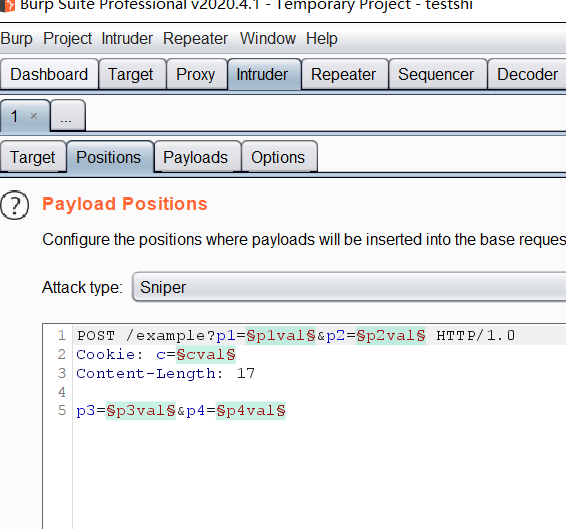 Burp Suite Professional v2020.4.1 - Temporary Project - testshi
Burp Project Intruder Repeater Window Help
Dashboard Target Proxy Intruder Repeater Sequencer Decoder
1 × ...
Target Positions Payloads Options
? Payload Positions
Configure the positions where payloads will be inserted into the base reques
Attack type: Sniper
1 POST /example?p1=§p1val§&p2=§p2val§ HTTP/1.0
2 Cookie: c=§cval§
3 Content-Length: 17
4
5 p3=§p3val§&p4=§p4val§